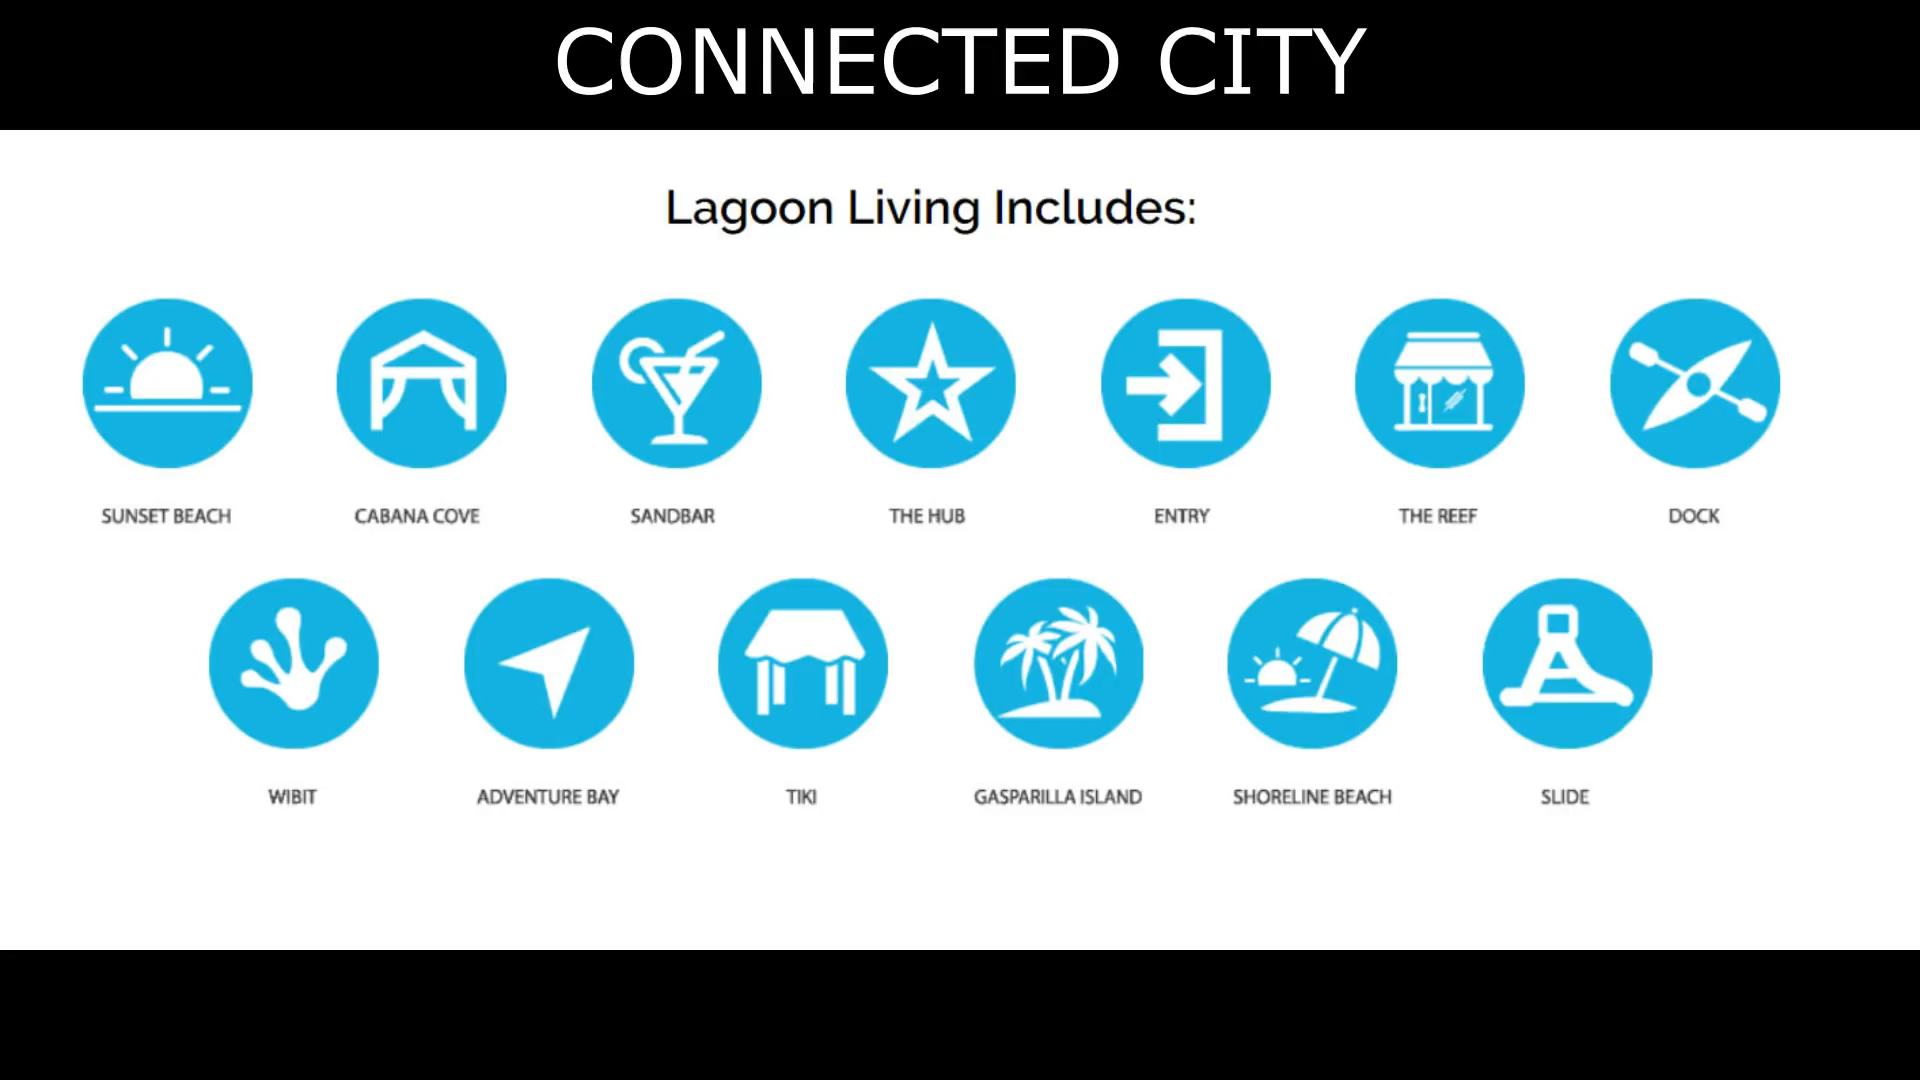 CONNECTED CITY
Lagoon Living Includes:
SUNSET BEACH
CABANA COVE
SANDBAR
THE HUB
ENTRY
THE REEF
DOCK
WIBIT
ADVENTURE BAY
TIKI
GASPARILLA ISLAND
SHORELINE BEACH
SLIDE